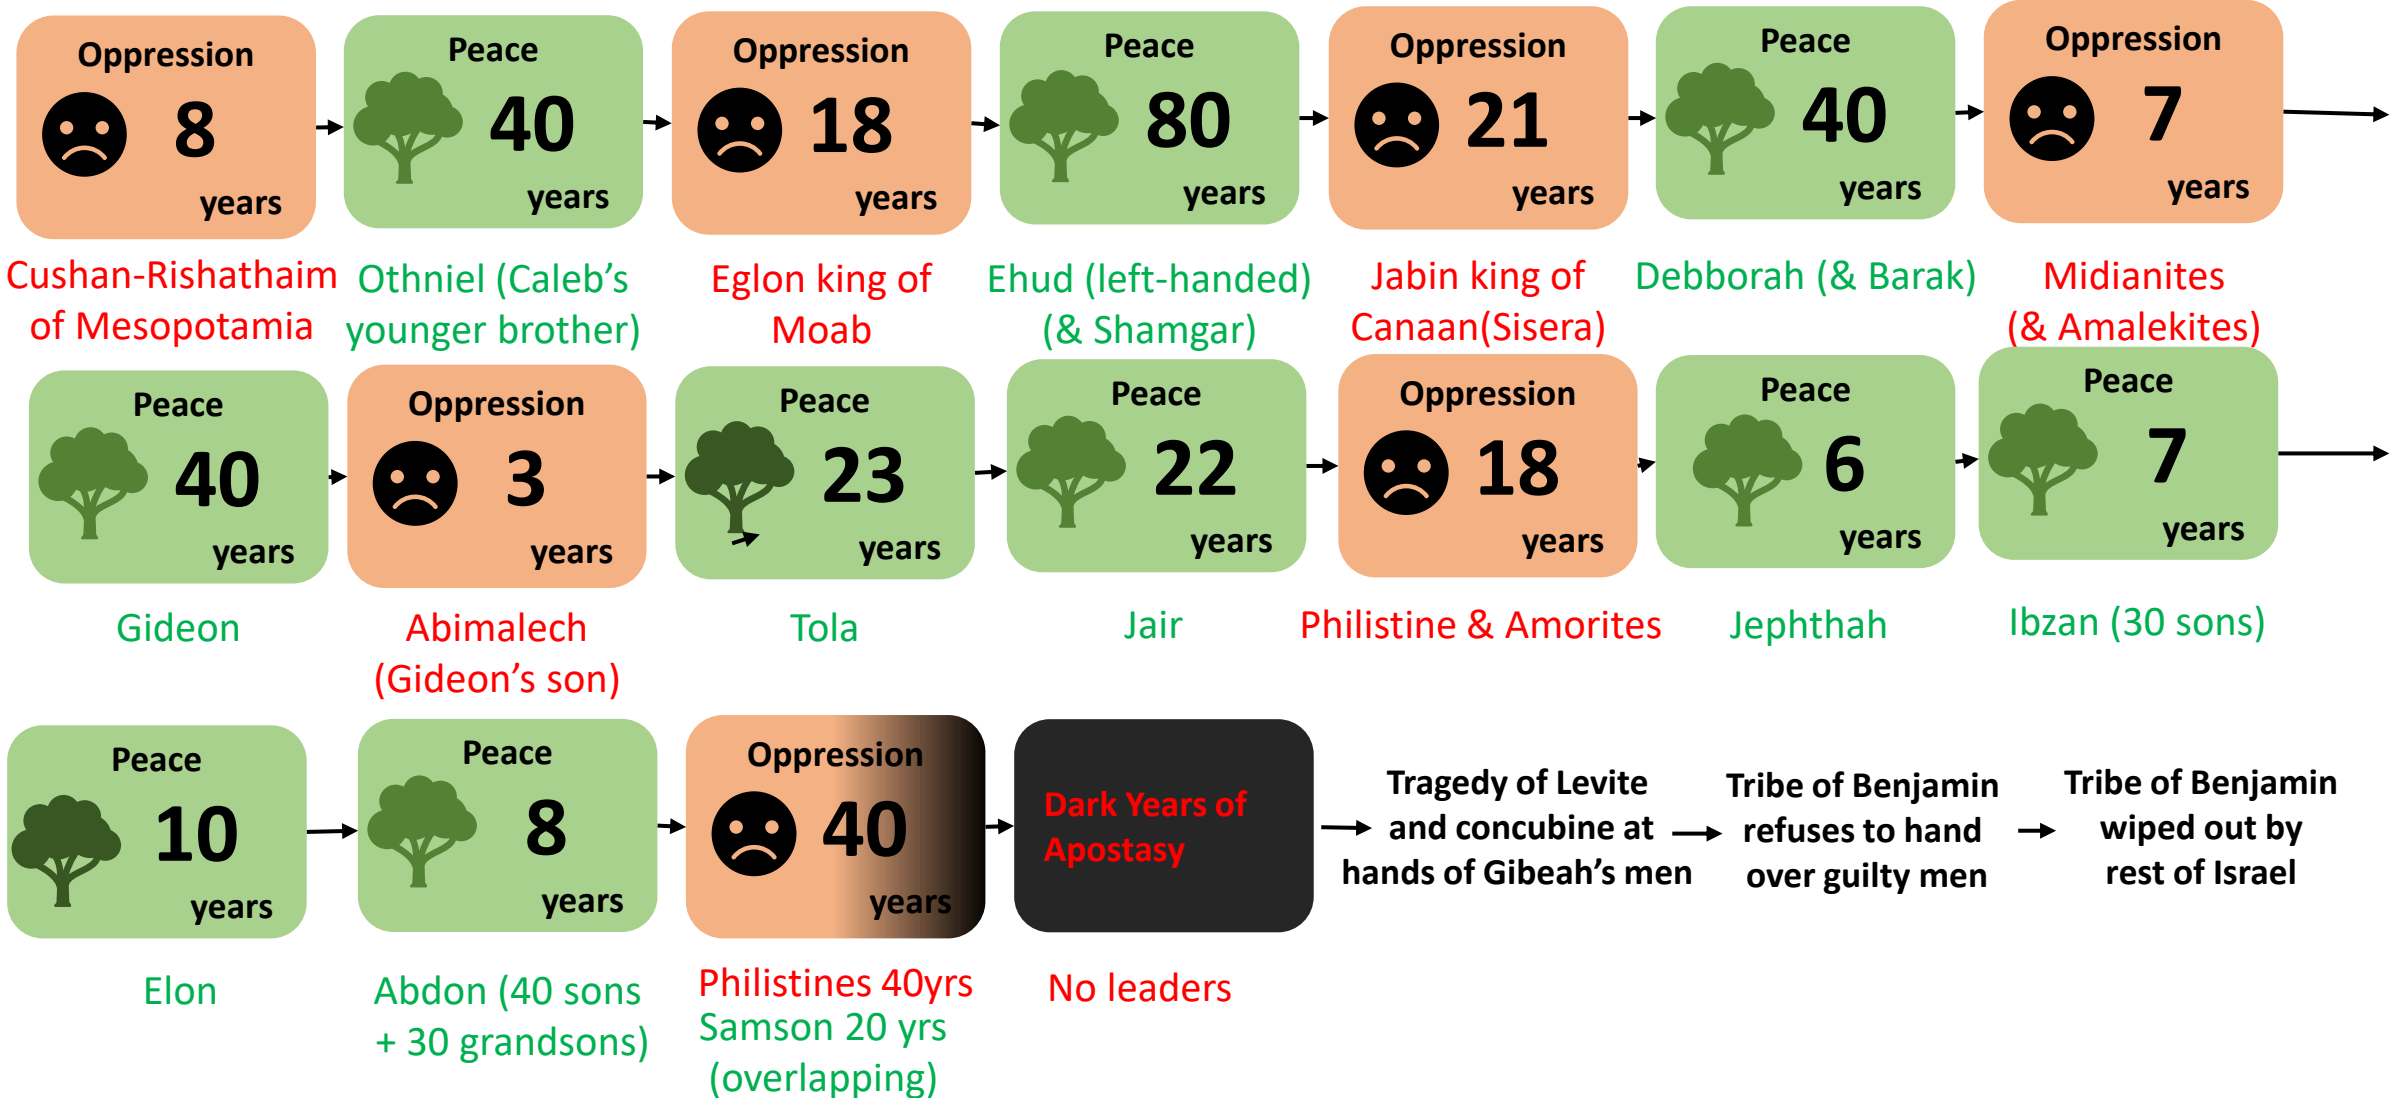 Oppression
8
years
Cushan-Rishathaim
of Mesopotamia
Peace
40
years
Othniel (Caleb’s
younger brother)
Oppression
18
years
Eglon king of
Moab
Peace
80
years
Ehud (left-handed)
(& Shamgar)
Oppression
21
years
Jabin king of
Canaan(Sisera)
Peace
40
years
Debborah (& Barak)
Oppression
7
years
Midianites
(& Amalekites)
Peace
40
years
Gideon
Oppression
3
years
Abimalech
(Gideon’s son)
Peace
23
years
Tola
Peace
22
years
Jair
Oppression
18
years
Philistine & Amorites
Peace
6
years
Jephthah
Peace
7
years
Ibzan (30 sons)
Peace
10
years
Elon
Peace
8
years
Abdon (40 sons
+ 30 grandsons)
Oppression
40
years
Philistines 40yrs
Samson 20 yrs
(overlapping)
Dark Years of
Apostasy
No leaders
Tragedy of Levite
and concubine at
hands of Gibeah’s men
Tribe of Benjamin
refuses to hand
over guilty men
Tribe of Benjamin
wiped out by
rest of Israel